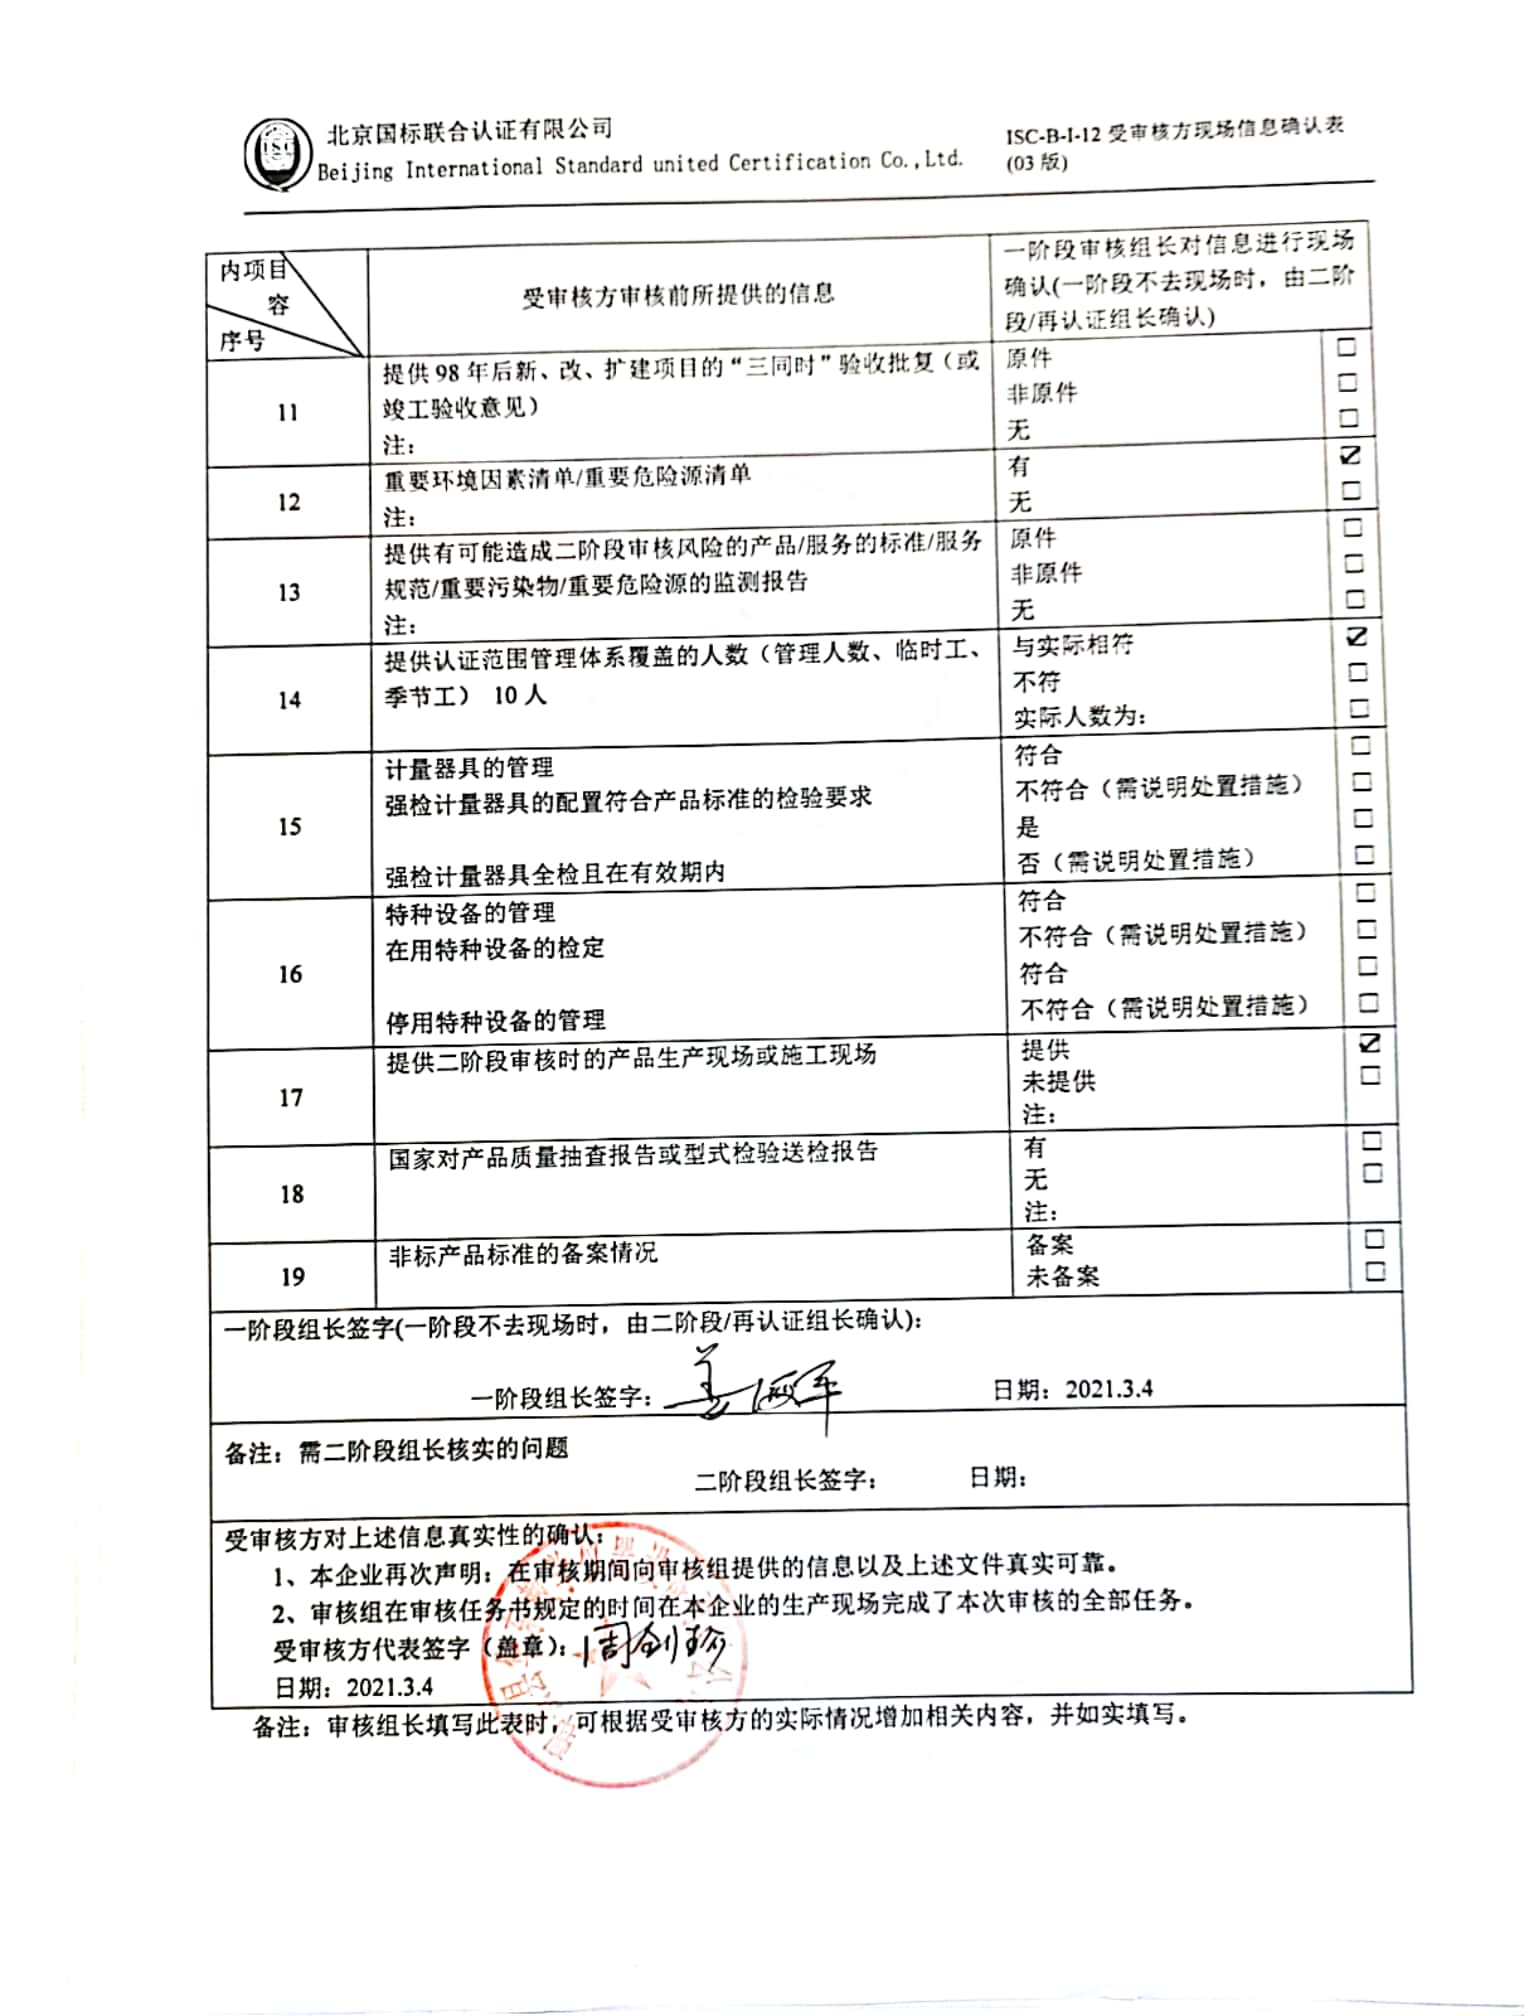 北京国标联合认证有限公司
Beijing International Standard united Certification Co.,Ltd.
ISC-B-I-12 受审核方现场信息确认表
(03 版)
ISC
内项目
容
序号
受审核方审核前所提供的信息
一阶段审核组长对信息进行现场
确认(一阶段不去现场时，由二阶
段/再认证组长确认)
11
提供 98 年后新、改、扩建项目的“三同时”验收批复（或
竣工验收意见）
注：
原件 □
非原件 □
无 □
12
重要环境因素清单/重要危险源清单
注：
有 ☑
无 □
13
提供有可能造成二阶段审核风险的产品/服务的标准/服务
规范/重要污染物/重要危险源的监测报告
注：
原件 □
非原件 □
无 □
14
提供认证范围管理体系覆盖的人数（管理人数、临时工、
季节工） 10 人
与实际相符 ☑
不符 □
实际人数为: □
15
计量器具的管理
强检计量器具的配置符合产品标准的检验要求
强检计量器具全检且在有效期内
符合 □
不符合（需说明处置措施） □
是 □
否（需说明处置措施） □
16
特种设备的管理
在用特种设备的检定
停用特种设备的管理
符合 □
不符合（需说明处置措施） □
符合 □
不符合（需说明处置措施） □
17
提供二阶段审核时的产品生产现场或施工现场
提供 ☑
未提供 □
注：
18
国家对产品质量抽查报告或型式检验送检报告
有 □
无 □
注：
19
非标产品标准的备案情况
备案 □
未备案 □
一阶段组长签字(一阶段不去现场时，由二阶段/再认证组长确认)：
一阶段组长签字： 日期：2021.3.4
备注：需二阶段组长核实的问题
二阶段组长签字： 日期：
受审核方对上述信息真实性的确认：
1、本企业再次声明：在审核期间向审核组提供的信息以及上述文件真实可靠。
2、审核组在审核任务书规定的时间在本企业的生产现场完成了本次审核的全部任务。
受审核方代表签字（盖章）：周剑珍
日期：2021.3.4
备注：审核组长填写此表时，可根据受审核方的实际情况增加相关内容，并如实填写。